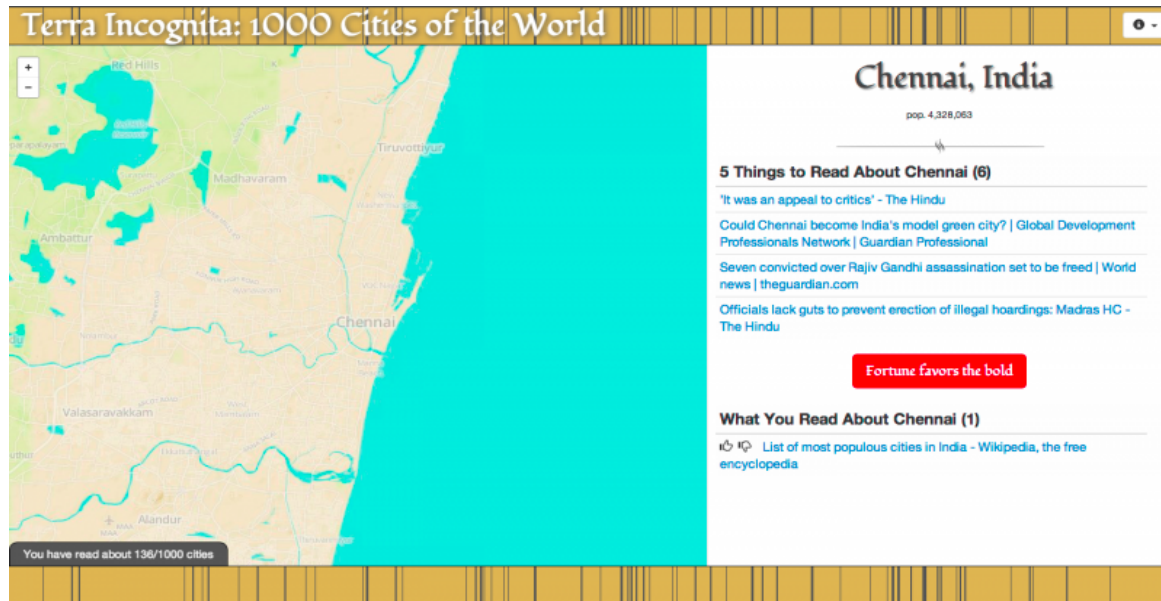 Terra Incognita: 1000 Cities of the World
+
-
Red Hills
Tiruvottiyur
Madhavaram
Ambattur
Chennai
Valasaravakkam
Alandur
You have read about 136/1000 cities
Chennai, India
pop. 4,328,063
5 Things to Read About Chennai (6)
'It was an appeal to critics' - The Hindu
Could Chennai become India's model green city? | Global Development
Professionals Network | Guardian Professional
Seven convicted over Rajiv Gandhi assassination set to be freed | World
news | theguardian.com
Officials lack guts to prevent erection of illegal hoardings: Madras HC -
The Hindu
Fortune favors the bold
What You Read About Chennai (1)
List of most populous cities in India - Wikipedia, the free
encyclopedia